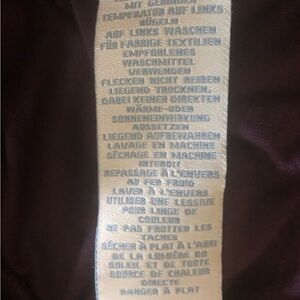 MIT GERINGER
TEMPERATUR AUF LINKS
BÜGELN
AUF LINKS WASCHEN
FÜR FARBIGE TEXTILIEN
EMPFOHLENES
WASCHMITTEL
VERWENDEN
FLECKEN NICHT REIBEN
LIEGEND TROCKNEN,
DABEI KEINER DIREKTEN
WÄRME-ODER
SONNENEINWIRKUNG
AUSSETZEN
LIEGEND AUFBEWAHREN
LAVAGE EN MACHINE
SÉCHAGE EN MACHINE
INTERDIT
REPASSAGE À L'ENVERS
AU FER FROID
LAVER À L'ENVERS
UTILISER UNE LESSIVE
POUR LINGE DE
COULEUR
NE PAS FROTTER LES
TACHES
SÉCHER À PLAT À L'ABRI
DE LA LUMIÈRE DU
SOLEIL ET DE TOUTE
SOURCE DE CHALEUR
DIRECTE
RANGER À PLAT